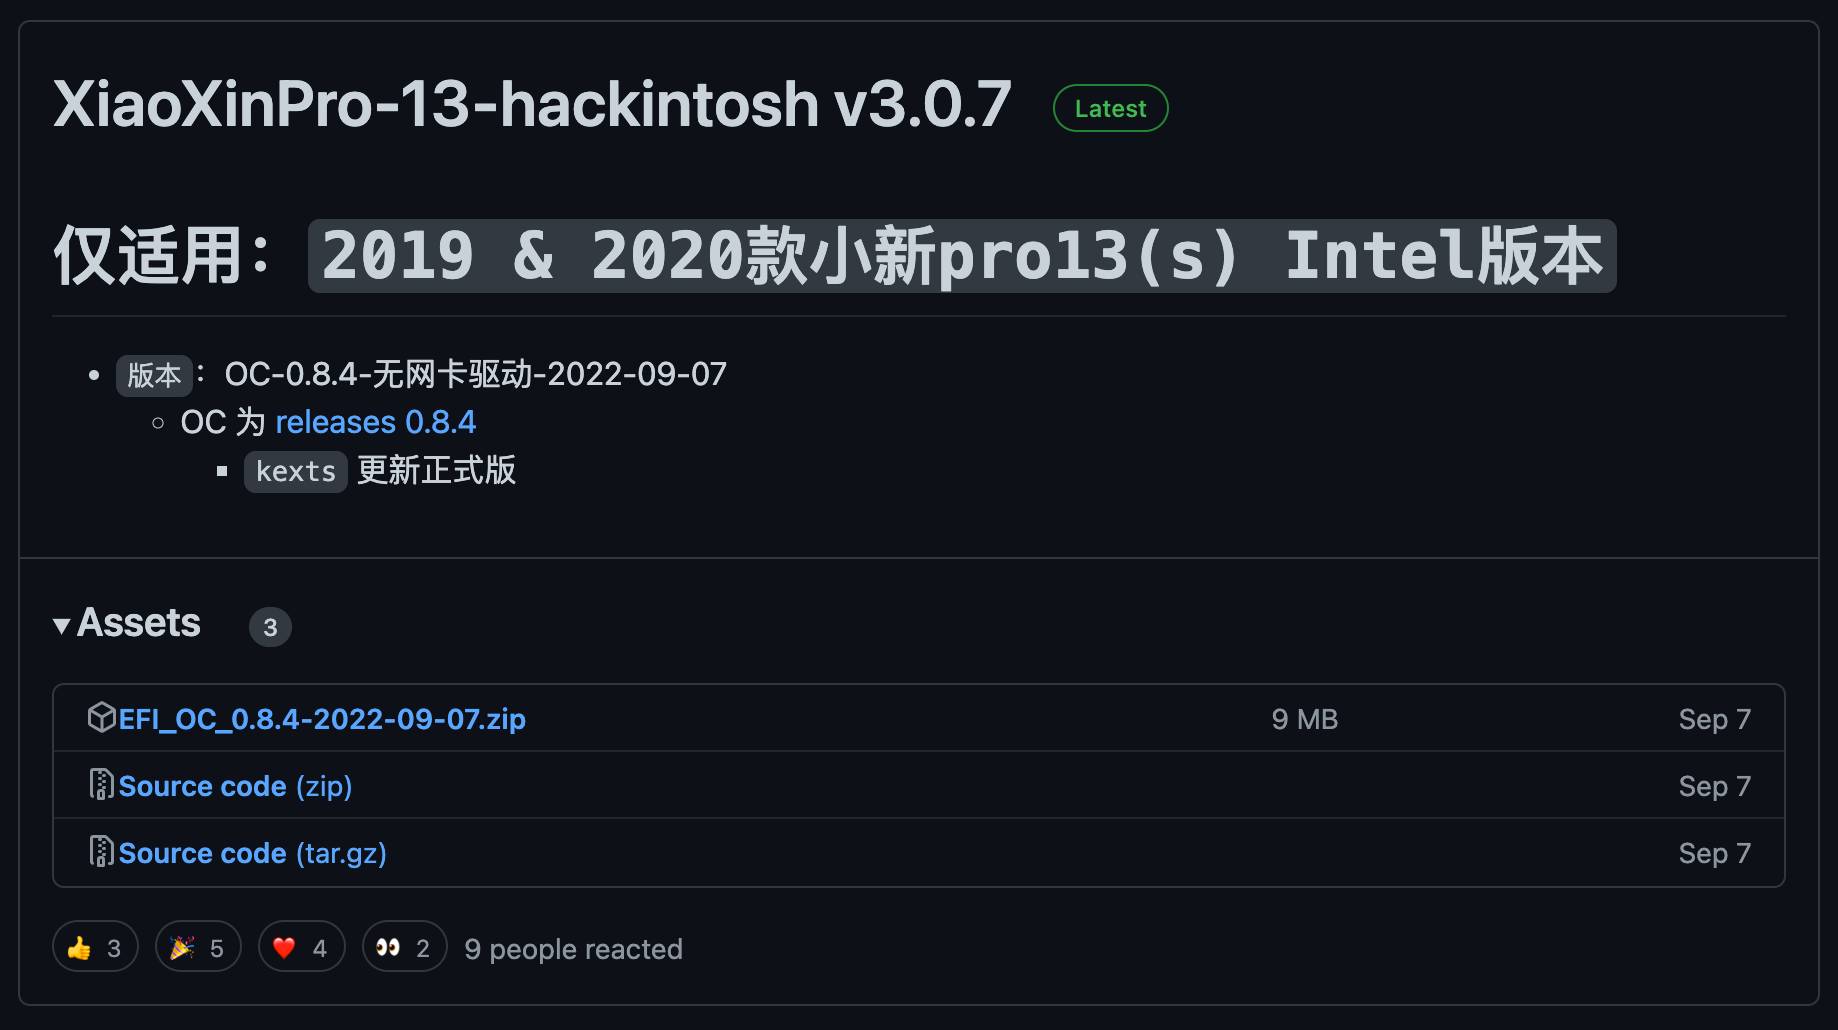 XiaoXinPro-13-hackintosh v3.0.7 Latest
仅适用：2019 & 2020款小新pro13(s) Intel版本
版本：OC-0.8.4-无网卡驱动-2022-09-07
OC 为 releases 0.8.4
kexts 更新正式版
Assets 3
EFI_OC_0.8.4-2022-09-07.zip 9 MB Sep 7
Source code (zip) Sep 7
Source code (tar.gz) Sep 7
👍 3 🎉 5 ❤️ 4 👀 2 9 people reacted